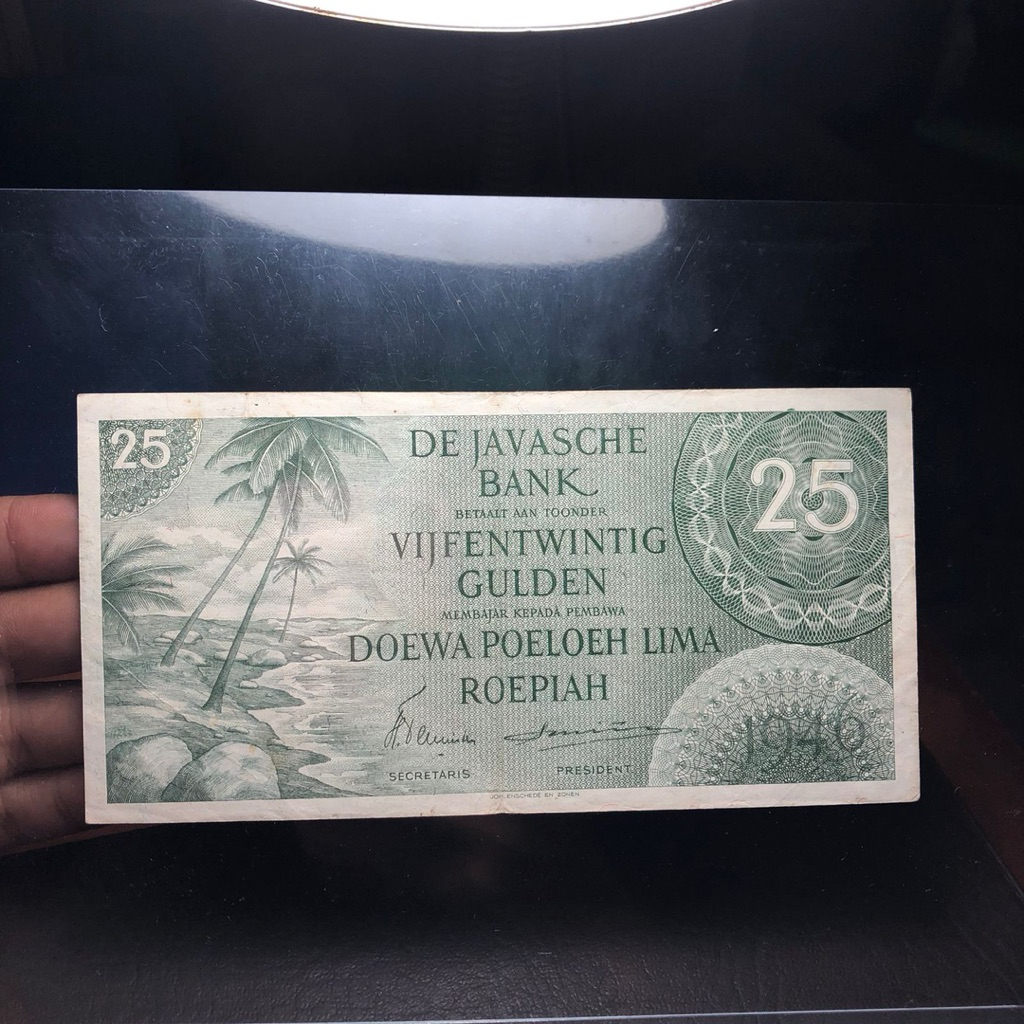 25
DE JAVASCHE
BANK
BETAALT AAN TOONDER
VIJFENTWINTIG
GULDEN
MEMBAJAR KEPADA PEMBAWA
DOEWA POELOEH LIMA
ROEPIAH
SECRETARIS
PRESIDENT
JOH. ENSCHEDÉ EN ZONEN
25
1946